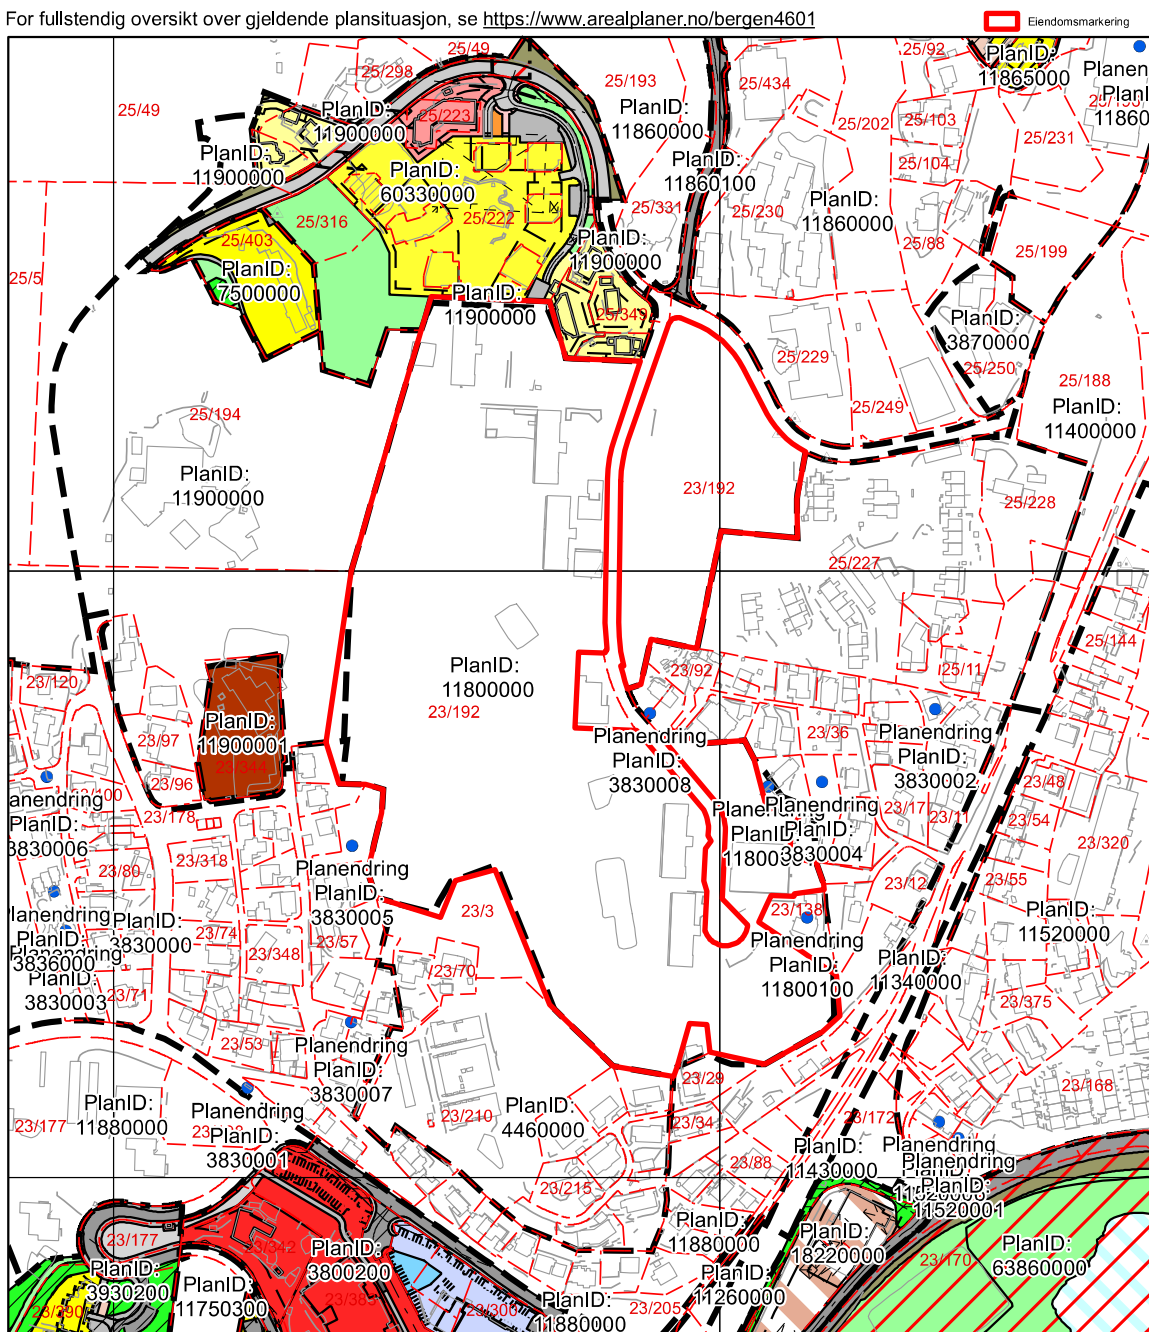 For fullstendig oversikt over gjeldende plansituasjon, se https://www.arealplaner.no/bergen4601
Eiendomsmarkering
25/49
25/298
25/49
25/193
25/434
25/92
PlanID:
11865000
PlanID:
11900000
25/223
PlanID:
11860000
25/202
25/103
25/231
PlanID:
11900000
PlanID:
60330000
PlanID:
11860100
25/104
25/316
25/222
25/331
25/230
PlanID:
11860000
25/88
25/199
25/403
PlanID:
11900000
25/5
PlanID:
7500000
PlanID:
11900000
25/349
PlanID:
3870000
25/229
25/250
25/188
25/194
25/249
PlanID:
11400000
PlanID:
11900000
23/192
25/228
25/227
25/144
23/120
PlanID:
11800000
23/92
25/11
23/192
PlanID:
11900001
23/97
23/344
23/96
Planendring
PlanID:
3830008
23/36
Planendring
PlanID:
3830002
23/48
23/178
23/17
23/54
23/320
PlanID:
3830006
Planendring
PlanID:
3830004
23/318
23/80
Planendring
PlanID:
3830005
23/12
23/55
23/3
23/138
PlanID:
3830000
23/74
23/348
23/57
PlanID:
11520000
PlanID:
3836000
PlanID:
3830003
23/71
23/70
Planendring
PlanID:
11800100
PlanID:
11340000
23/375
23/53
Planendring
PlanID:
3830007
23/29
23/168
23/177
PlanID:
11880000
23/210
PlanID:
4460000
23/34
23/172
Planendring
PlanID:
3830001
23/88
PlanID:
11430000
Planendring
Planendring
PlanID:
11520001
23/215
23/177
23/342
PlanID:
3800200
PlanID:
11880000
PlanID:
18220000
23/170
PlanID:
63860000
PlanID:
3930200
PlanID:
11750300
PlanID:
11260000
23/390
23/383
23/300
PlanID:
11880000
23/205